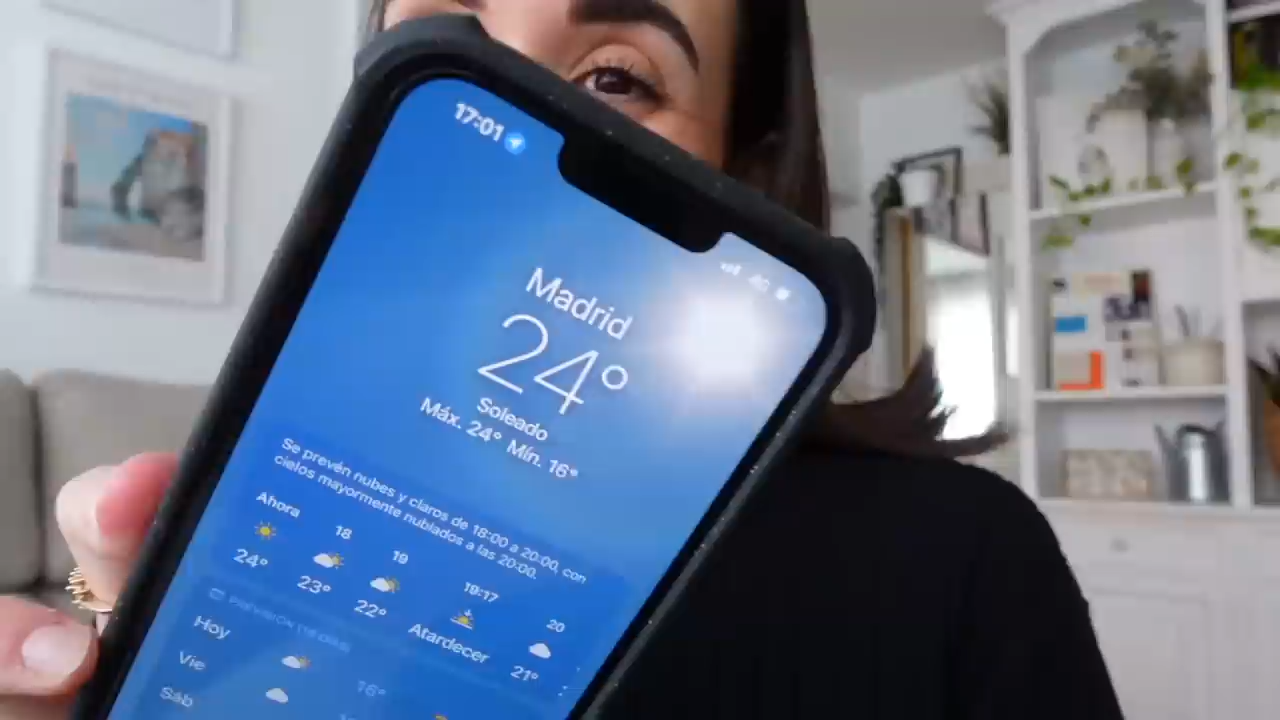 17:01
4G
Madrid
24°
Soleado
Máx. 24° Mín. 16°
Se prevén nubes y claros de 18:00 a 20:00, con
cielos mayormente nublados a las 20:00.
Ahora 18 19 19:17 20
24° 23° 22° Atardecer 21°
Hoy 16°
Vie
Sáb